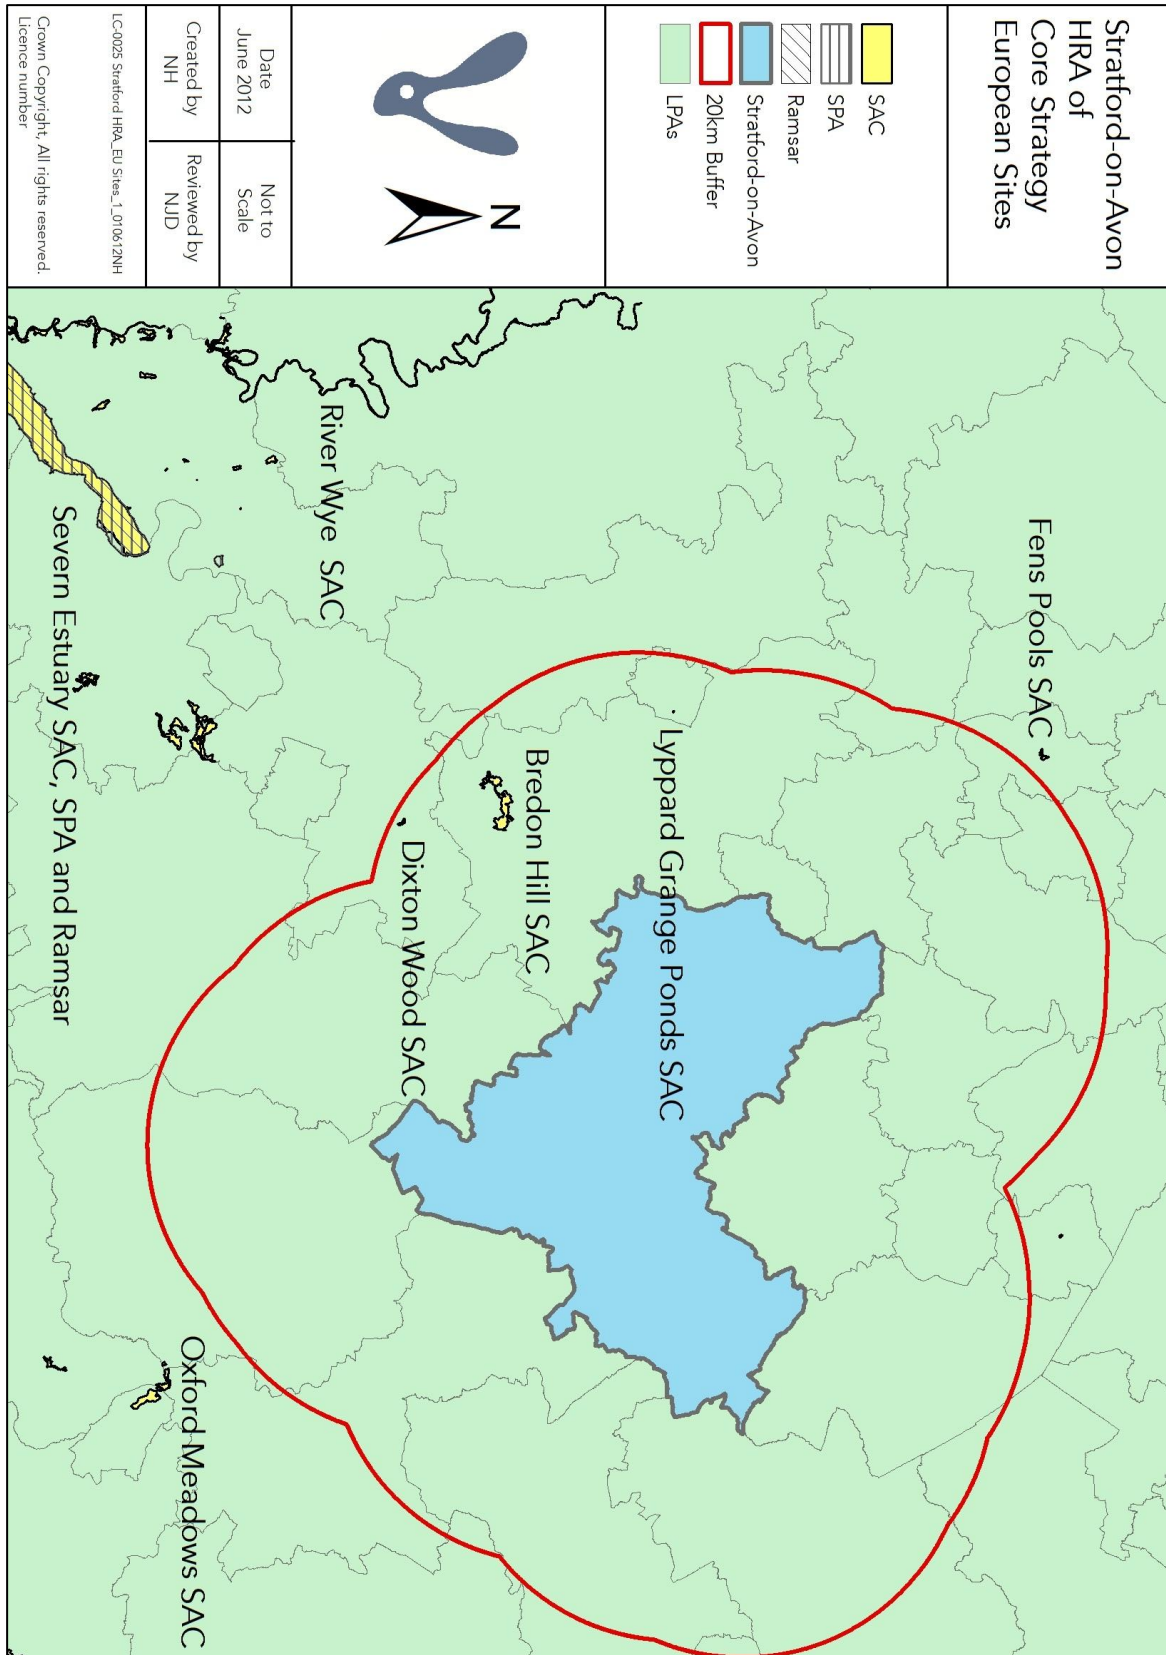 Stratford-on-Avon
HRA of
Core Strategy
European Sites
SAC
SPA
Ramsar
Stratford-on-Avon
20km Buffer
LPAs
N
Date
June 2012
Not to
Scale
Created by
NH
Reviewed by
NJD
LC-0025 Stratford HRA_EU Sites_1_010612NH
Crown Copyright, All rights reserved.
Licence number
Fens Pools SAC
Lyppard Grange Ponds SAC
Bredon Hill SAC
Dixton Wood SAC
River Wye SAC
Oxford Meadows SAC
Severn Estuary SAC, SPA and Ramsar